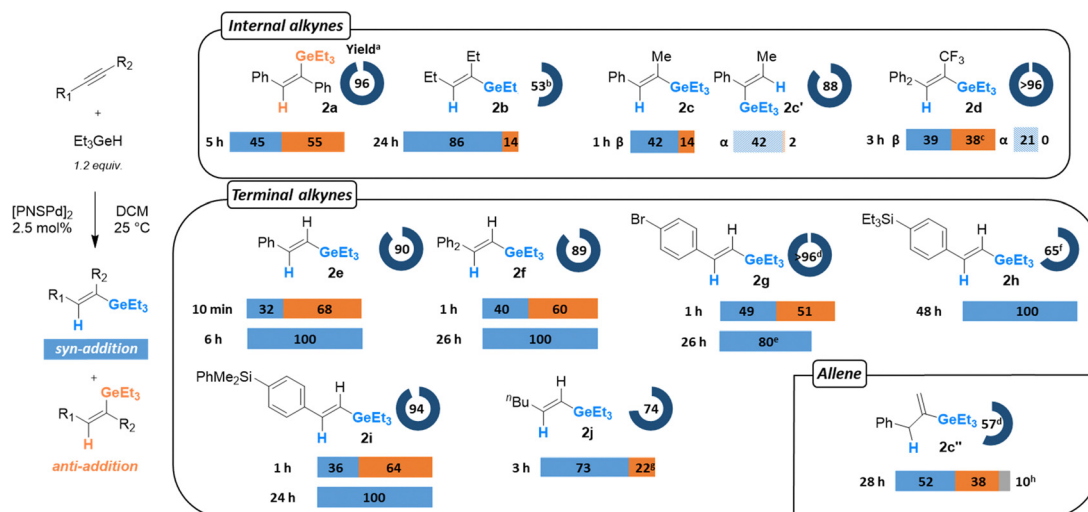 R1
R2
+
Et3GeH
1.2 equiv.
[PNSPd]2
2.5 mol%
DCM
25 °C
R2
R1
GeEt3
H
syn-addition
+
GeEt3
R1
R2
H
anti-addition
Internal alkynes
GeEt3
Ph
Ph
H
2a
Yielda
96
5 h
45
55
Et
Et
GeEt
H
2b
53b
24 h
86
14
Me
Ph
GeEt3
H
2c
Me
Ph
H
GeEt3
2c'
88
1 h β
42
14
α
42
2
CF3
Ph2
GeEt3
H
2d
>96
3 h β
39
38c
α
21
0
Terminal alkynes
H
Ph
GeEt3
H
2e
90
10 min
32
68
6 h
100
H
Ph2
GeEt3
H
2f
89
1 h
40
60
26 h
100
Br
H
GeEt3
H
2g
>96d
1 h
49
51
26 h
80e
Et3Si
H
GeEt3
H
2h
65f
48 h
100
PhMe2Si
H
GeEt3
H
2i
94
1 h
36
64
24 h
100
H
nBu
GeEt3
H
2j
74
3 h
73
22g
Allene
Ph
GeEt3
H
2c"
57d
28 h
52
38
10h